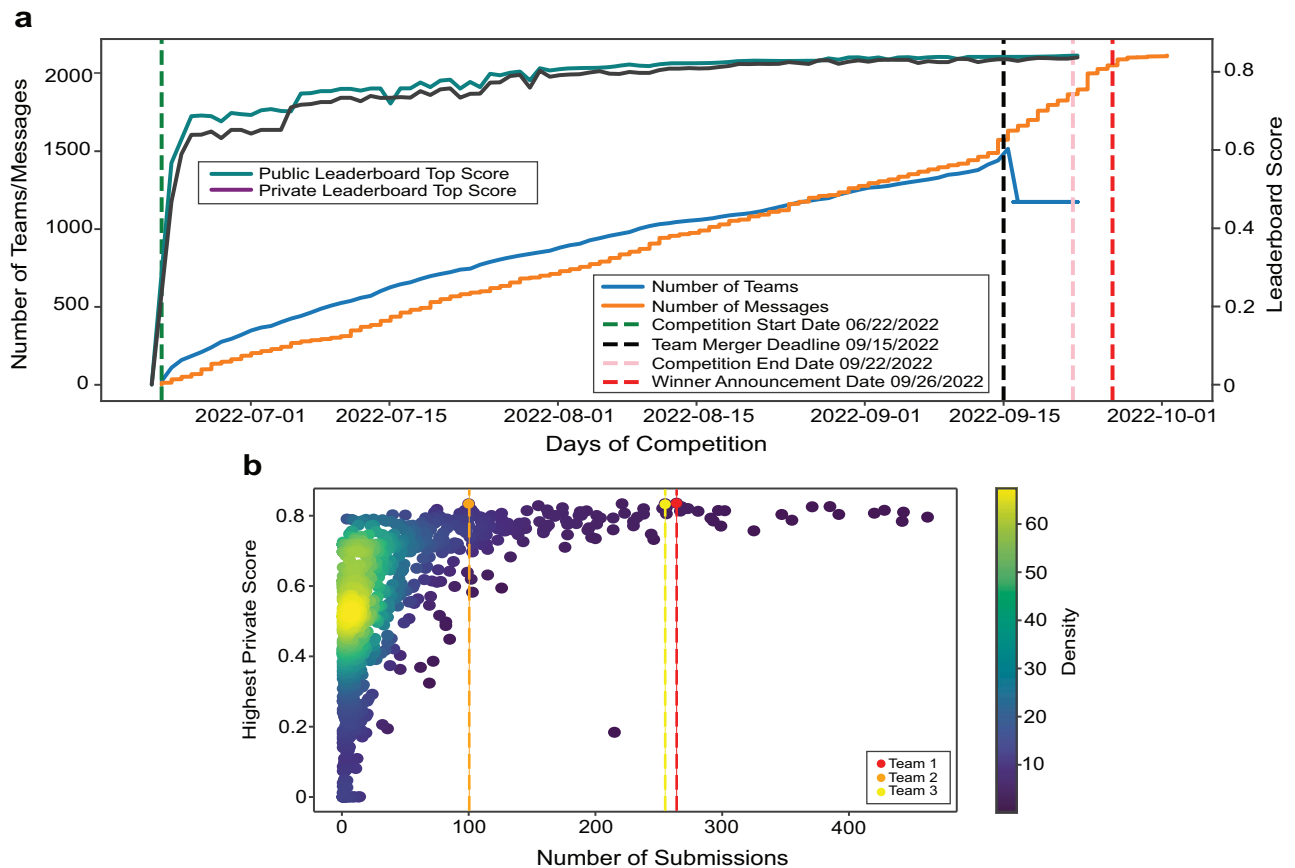 a
Number of Teams/Messages
2000
1500
1000
500
0
Public Leaderboard Top Score
Private Leaderboard Top Score
Number of Teams
Number of Messages
Competition Start Date 06/22/2022
Team Merger Deadline 09/15/2022
Competition End Date 09/22/2022
Winner Announcement Date 09/26/2022
0.8
0.6
0.4
0.2
0
Leaderboard Score
2022-07-01
2022-07-15
2022-08-01
2022-08-15
2022-09-01
2022-09-15
2022-10-01
Days of Competition
b
Highest Private Score
0.8
0.6
0.4
0.2
0
Team 1
Team 2
Team 3
0
100
200
300
400
Number of Submissions
60
50
40
30
20
10
Density